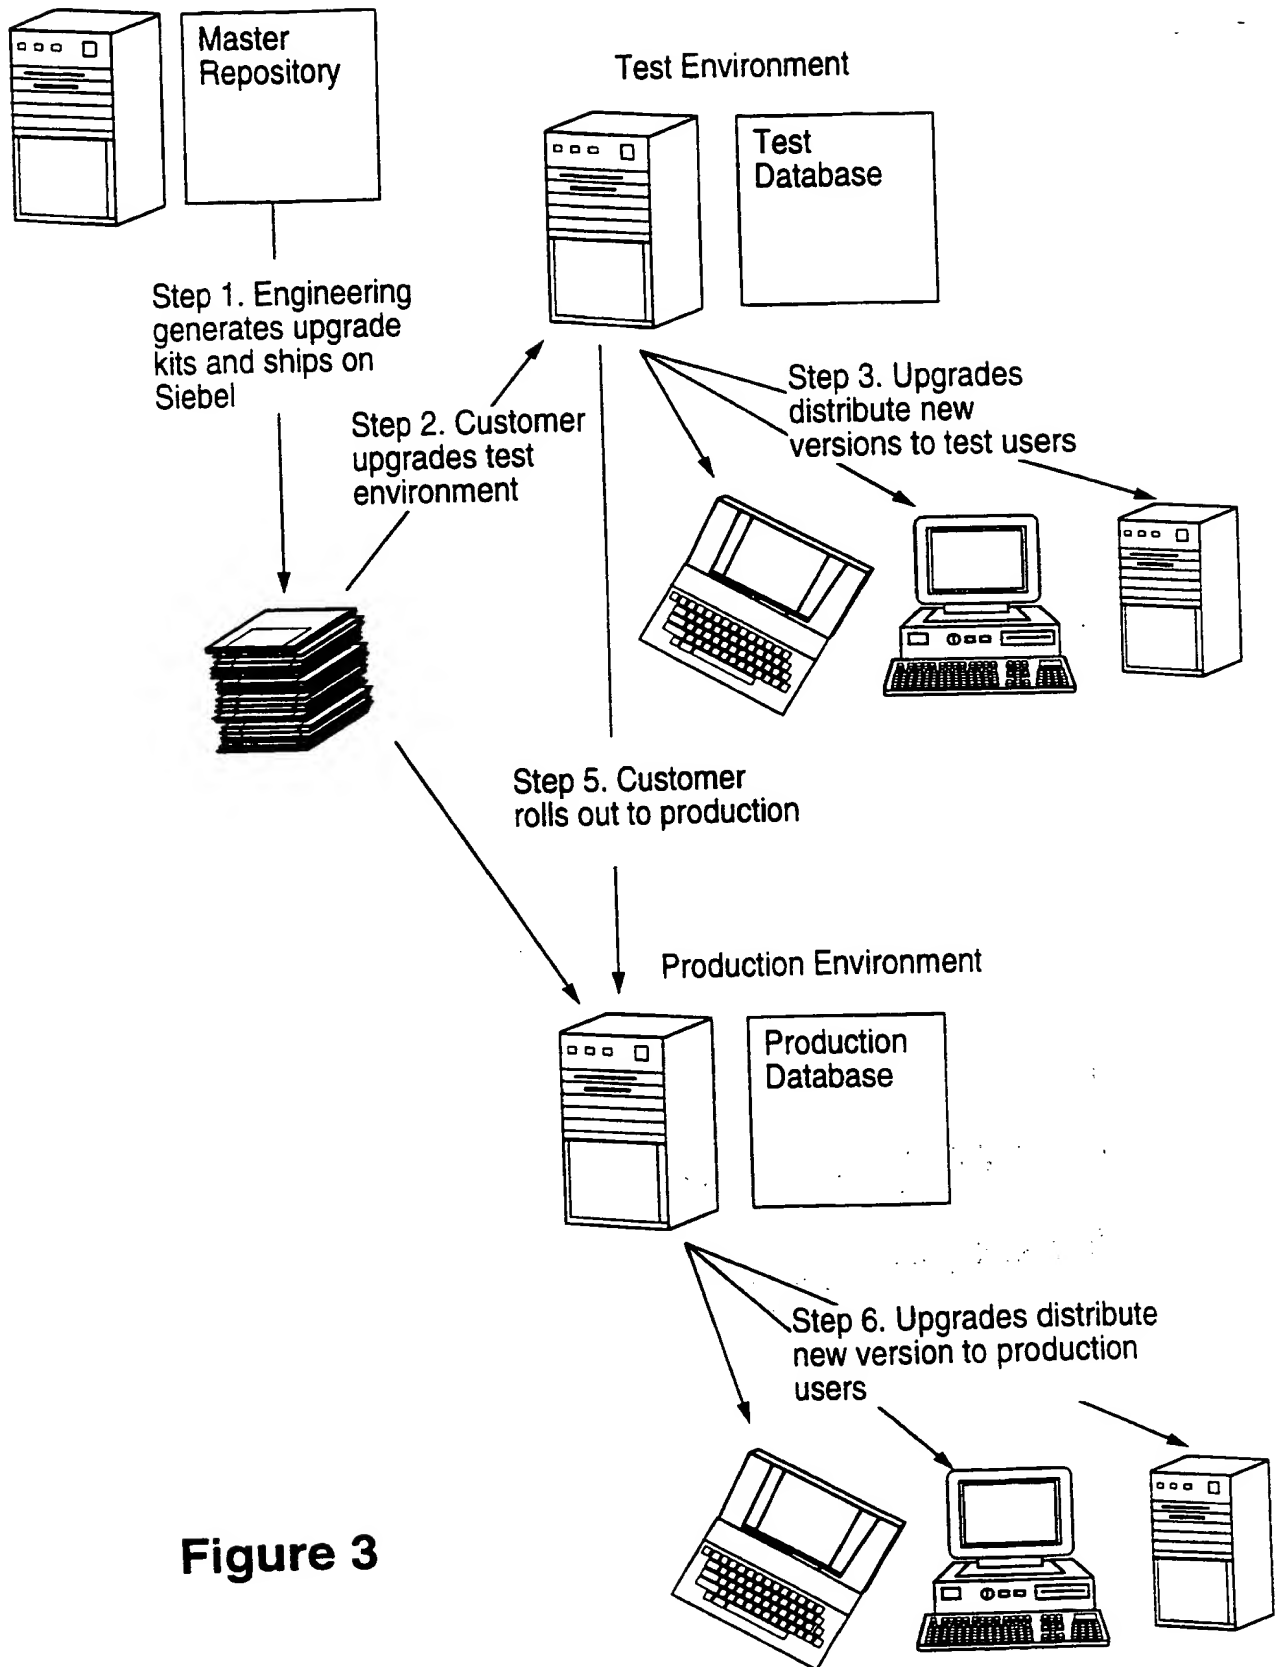 Master
Repository
Test Environment
Test
Database
Step 1. Engineering
generates upgrade
kits and ships on
Siebel
Step 2. Customer
upgrades test
environment
Step 3. Upgrades
distribute new
versions to test users
Step 5. Customer
rolls out to production
Production Environment
Production
Database
Step 6. Upgrades distribute
new version to production
users
Figure 3